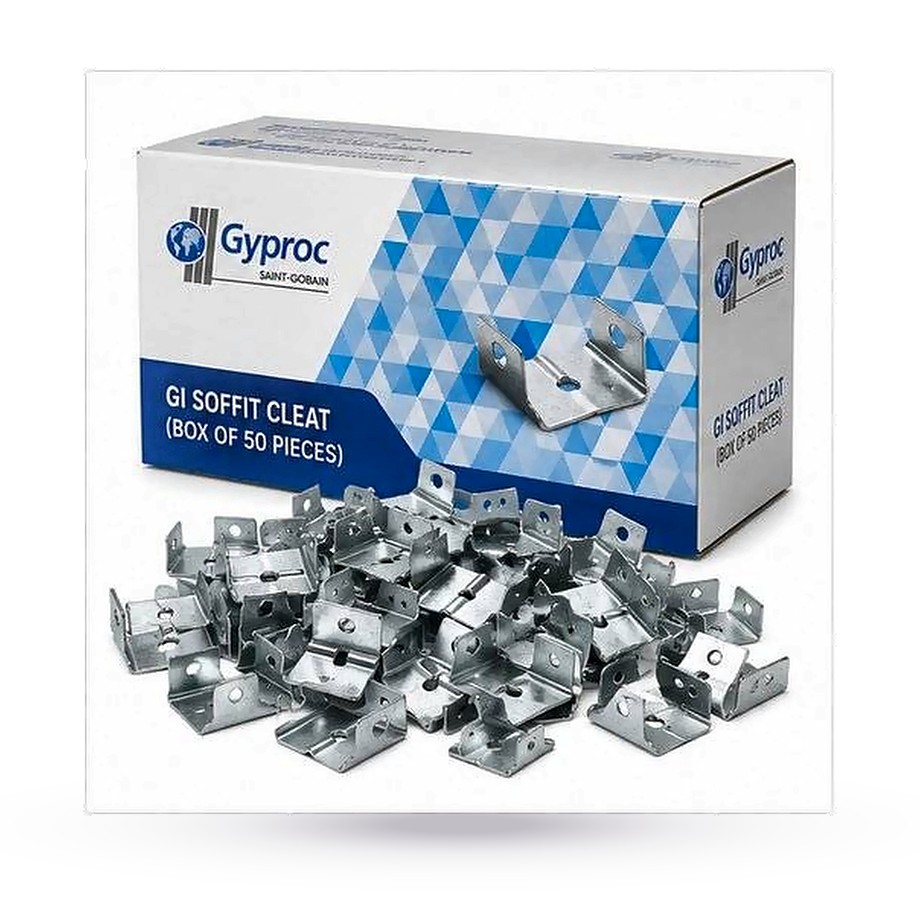 Gyproc
SAINT-GOBAIN
GI SOFFIT CLEAT
(BOX OF 50 PIECES)
Gyproc
SAINT-GOBAIN
GI SOFFIT CLEAT
(BOX OF 50 PIECES)